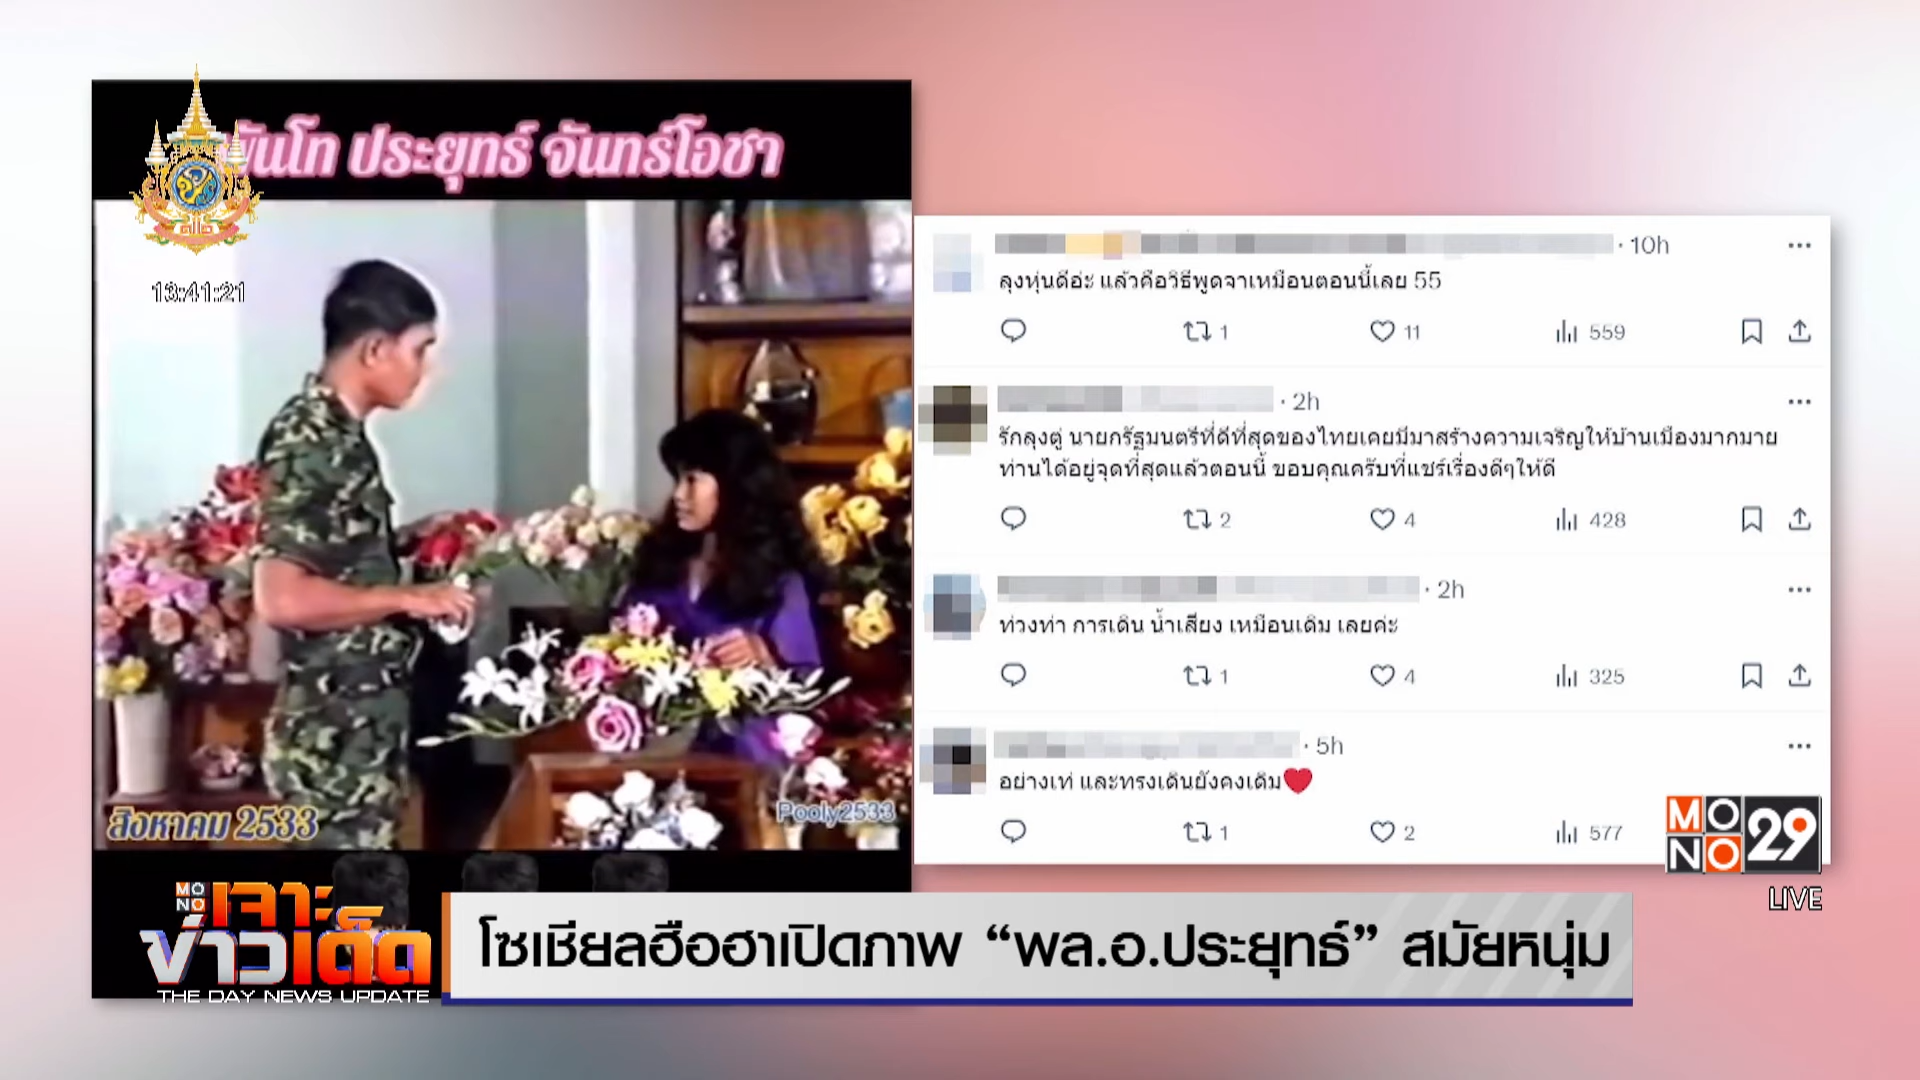 พันโท ประยุทธ์ จันทร์โอชา
๗๒
13:41:21
สิงหาคม 2533
Pooly2533
· 10h
ลุงหุ่นดีอ่ะ แล้วคือวิธีพูดจาเหมือนตอนนี้เลย 55
1 11 559
· 2h
รักลุงตู่ นายกรัฐมนตรีที่ดีที่สุดของไทยเคยมีมาสร้างความเจริญให้บ้านเมืองมากมาย
ท่านได้อยู่จุดที่สุดแล้วตอนนี้ ขอบคุณครับที่แชร์เรื่องดีๆให้ดี
2 4 428
· 2h
ท่วงท่า การเดิน น้ำเสียง เหมือนเดิม เลยค่ะ
1 4 325
· 5h
อย่างเท่ และทรงเดินยังคงเดิม❤️
1 2 577
MONO 29
LIVE
MONO เจาะ
ข่าวเด็ด
THE DAY NEWS UPDATE
โซเชียลฮือฮาเปิดภาพ “พล.อ.ประยุทธ์” สมัยหนุ่ม